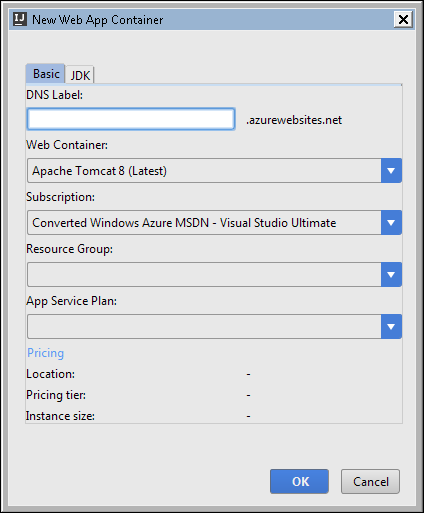 IJ New Web App Container
Basic JDK
DNS Label:
.azurewebsites.net
Web Container:
Apache Tomcat 8 (Latest)
Subscription:
Converted Windows Azure MSDN - Visual Studio Ultimate
Resource Group:
App Service Plan:
Pricing
Location: -
Pricing tier: -
Instance size: -
OK Cancel